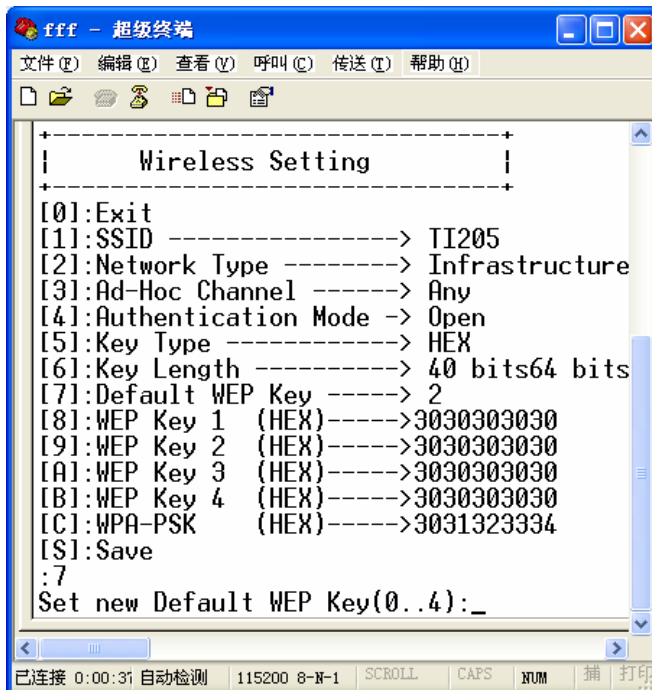 fff - 超级终端
文件(F) 编辑(E) 查看(V) 呼叫(C) 传送(T) 帮助(H)
+--------------------------------+
| Wireless Setting |
+--------------------------------+
[0]:Exit
[1]:SSID ----------------> TI205
[2]:Network Type --------> Infrastructure
[3]:Ad-Hoc Channel ------> Any
[4]:Authentication Mode -> Open
[5]:Key Type ------------> HEX
[6]:Key Length ----------> 40 bits64 bits
[7]:Default WEP Key -----> 2
[8]:WEP Key 1 (HEX)----->3030303030
[9]:WEP Key 2 (HEX)----->3030303030
[A]:WEP Key 3 (HEX)----->3030303030
[B]:WEP Key 4 (HEX)----->3030303030
[C]:WPA-PSK (HEX)----->3031323334
[S]:Save
:7
Set new Default WEP Key(0..4):_
已连接 0:00:37 自动检测 115200 8-N-1 SCROLL CAPS NUM 捕 打印